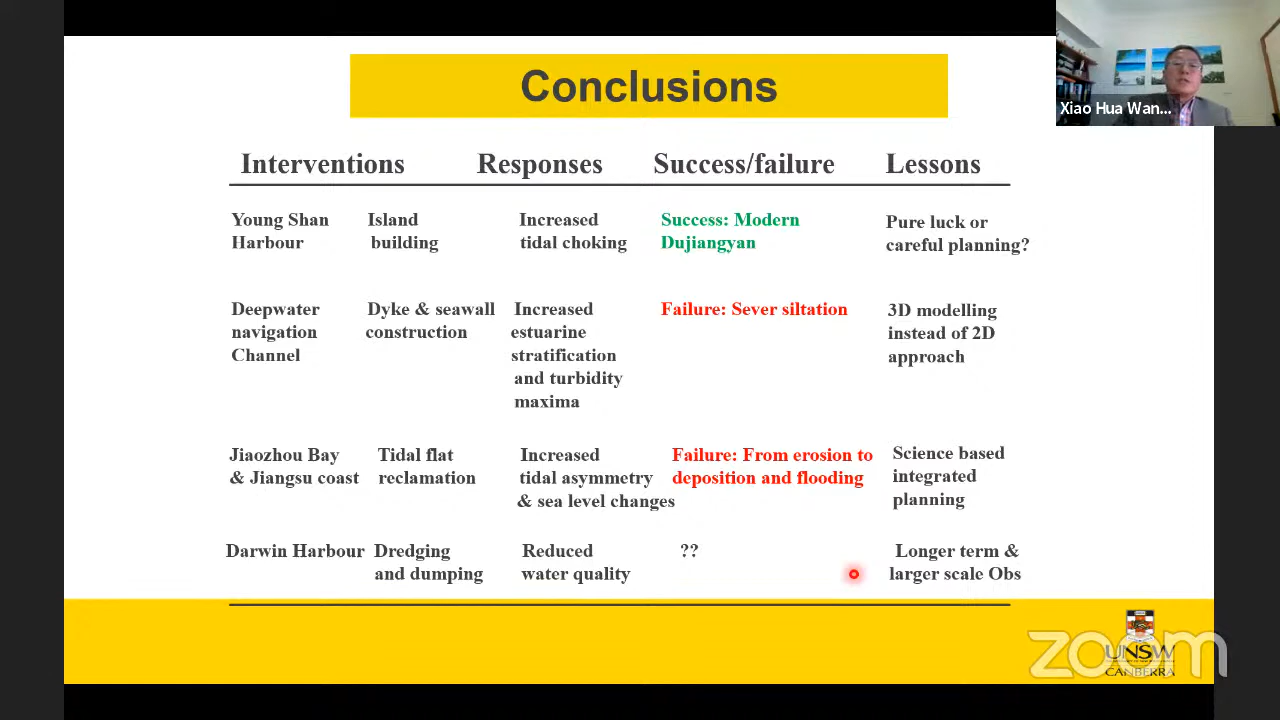 Conclusions
Xiao Hua Wan...
Interventions Responses Success/failure Lessons
Young Shan
Harbour
Island
building
Increased
tidal choking
Success: Modern
Dujiangyan
Pure luck or
careful planning?
Deepwater
navigation
Channel
Dyke & seawall
construction
Increased
estuarine
stratification
and turbidity
maxima
Failure: Sever siltation
3D modelling
instead of 2D
approach
Jiaozhou Bay
& Jiangsu coast
Tidal flat
reclamation
Increased
tidal asymmetry
& sea level changes
Failure: From erosion to
deposition and flooding
Science based
integrated
planning
Darwin Harbour
Dredging
and dumping
Reduced
water quality
??
Longer term &
larger scale Obs
zoom
UNSW
CANBERRA